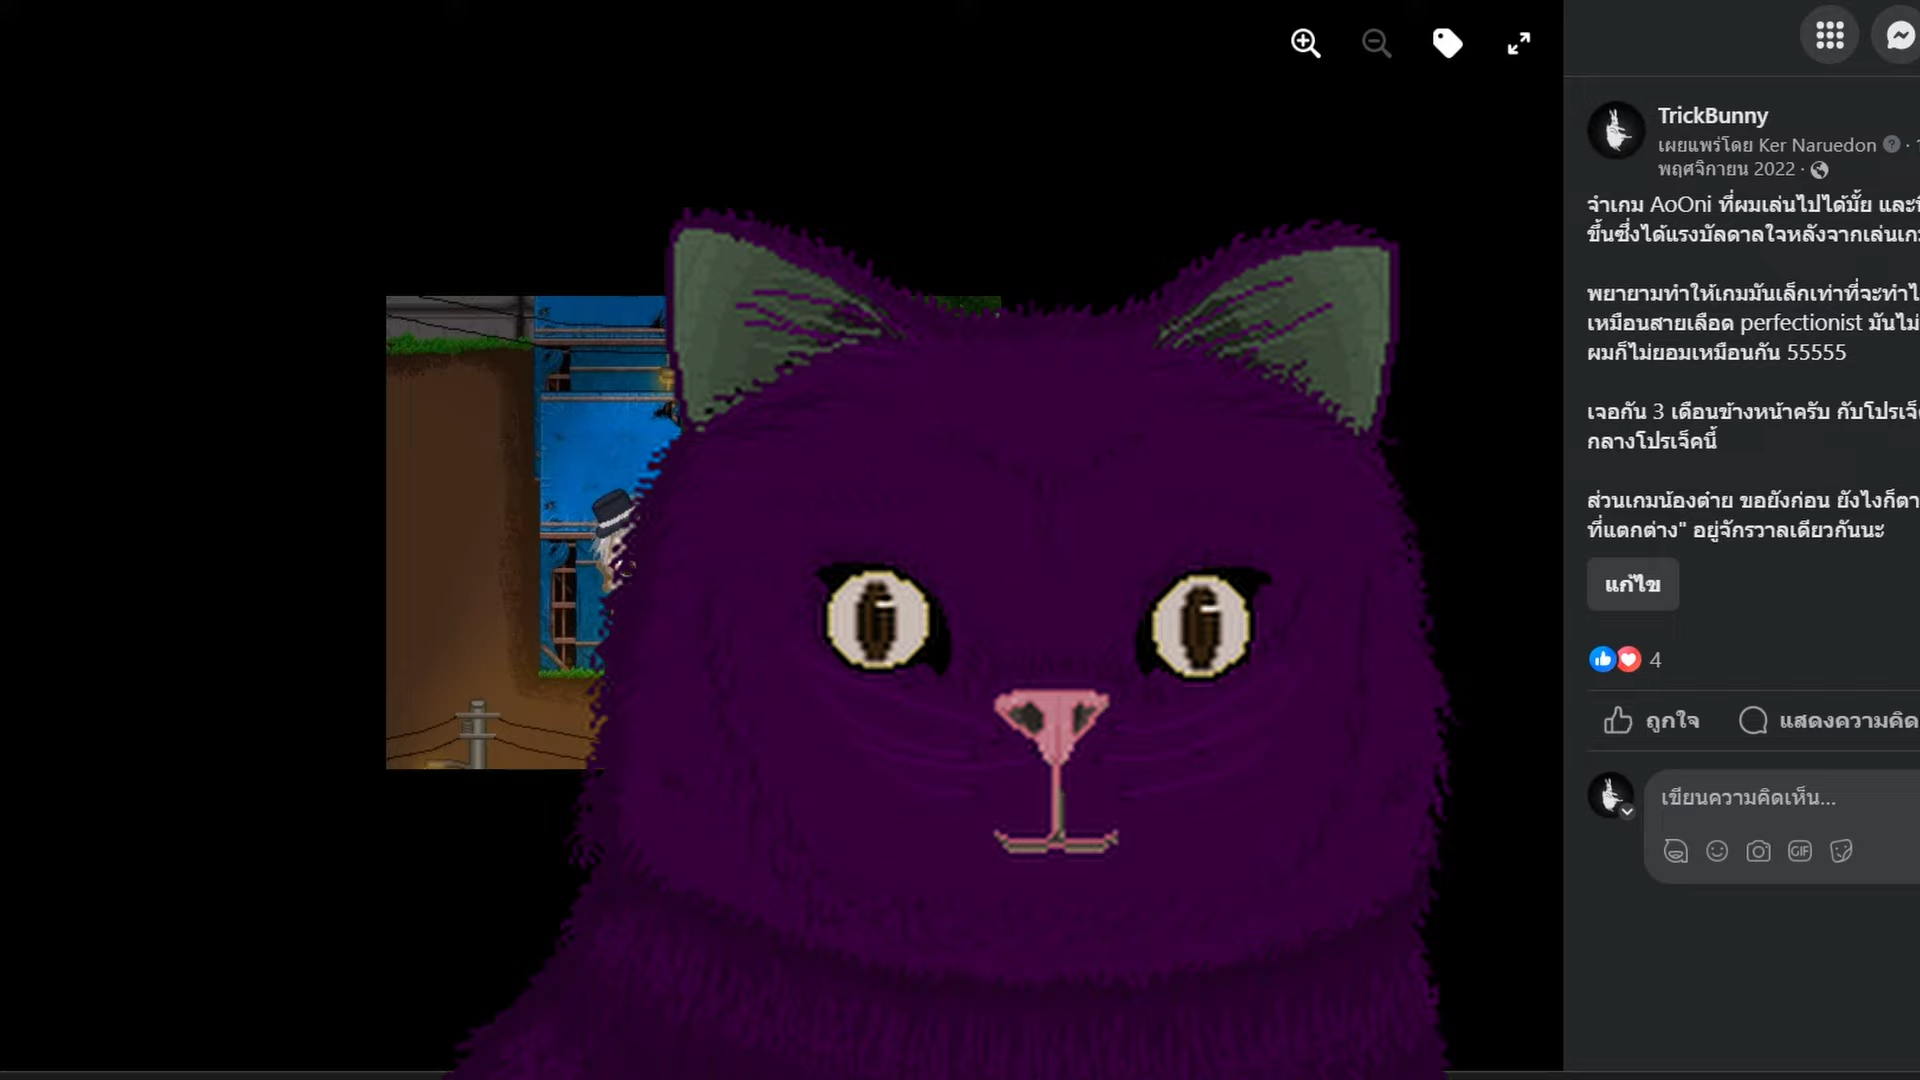 TrickBunny
เผยแพร่โดย Ker Naruedon
พฤศจิกายน 2022
จำเกม AoOni ที่ผมเล่นไปได้มั้ย และ
ขึ้นซึ่งได้แรงบัลดาลใจหลังจากเล่นเกม
พยายามทำให้เกมมันเล็กเท่าที่จะทำ
เหมือนสายเลือด perfectionist มันไม่
ผมก็ไม่ยอมเหมือนกัน 55555
เจอกัน 3 เดือนข้างหน้าครับ กับโปรเจ็
กลางโปรเจ็คนี้
ส่วนเกมน้องต๋าย ขอยังก่อน ยังไงก็ตา
ที่แตกต่าง" อยู่จักรวาลเดียวกันนะ
แก้ไข
4
ถูกใจ แสดงความคิด
เขียนความคิดเห็น...
GIF